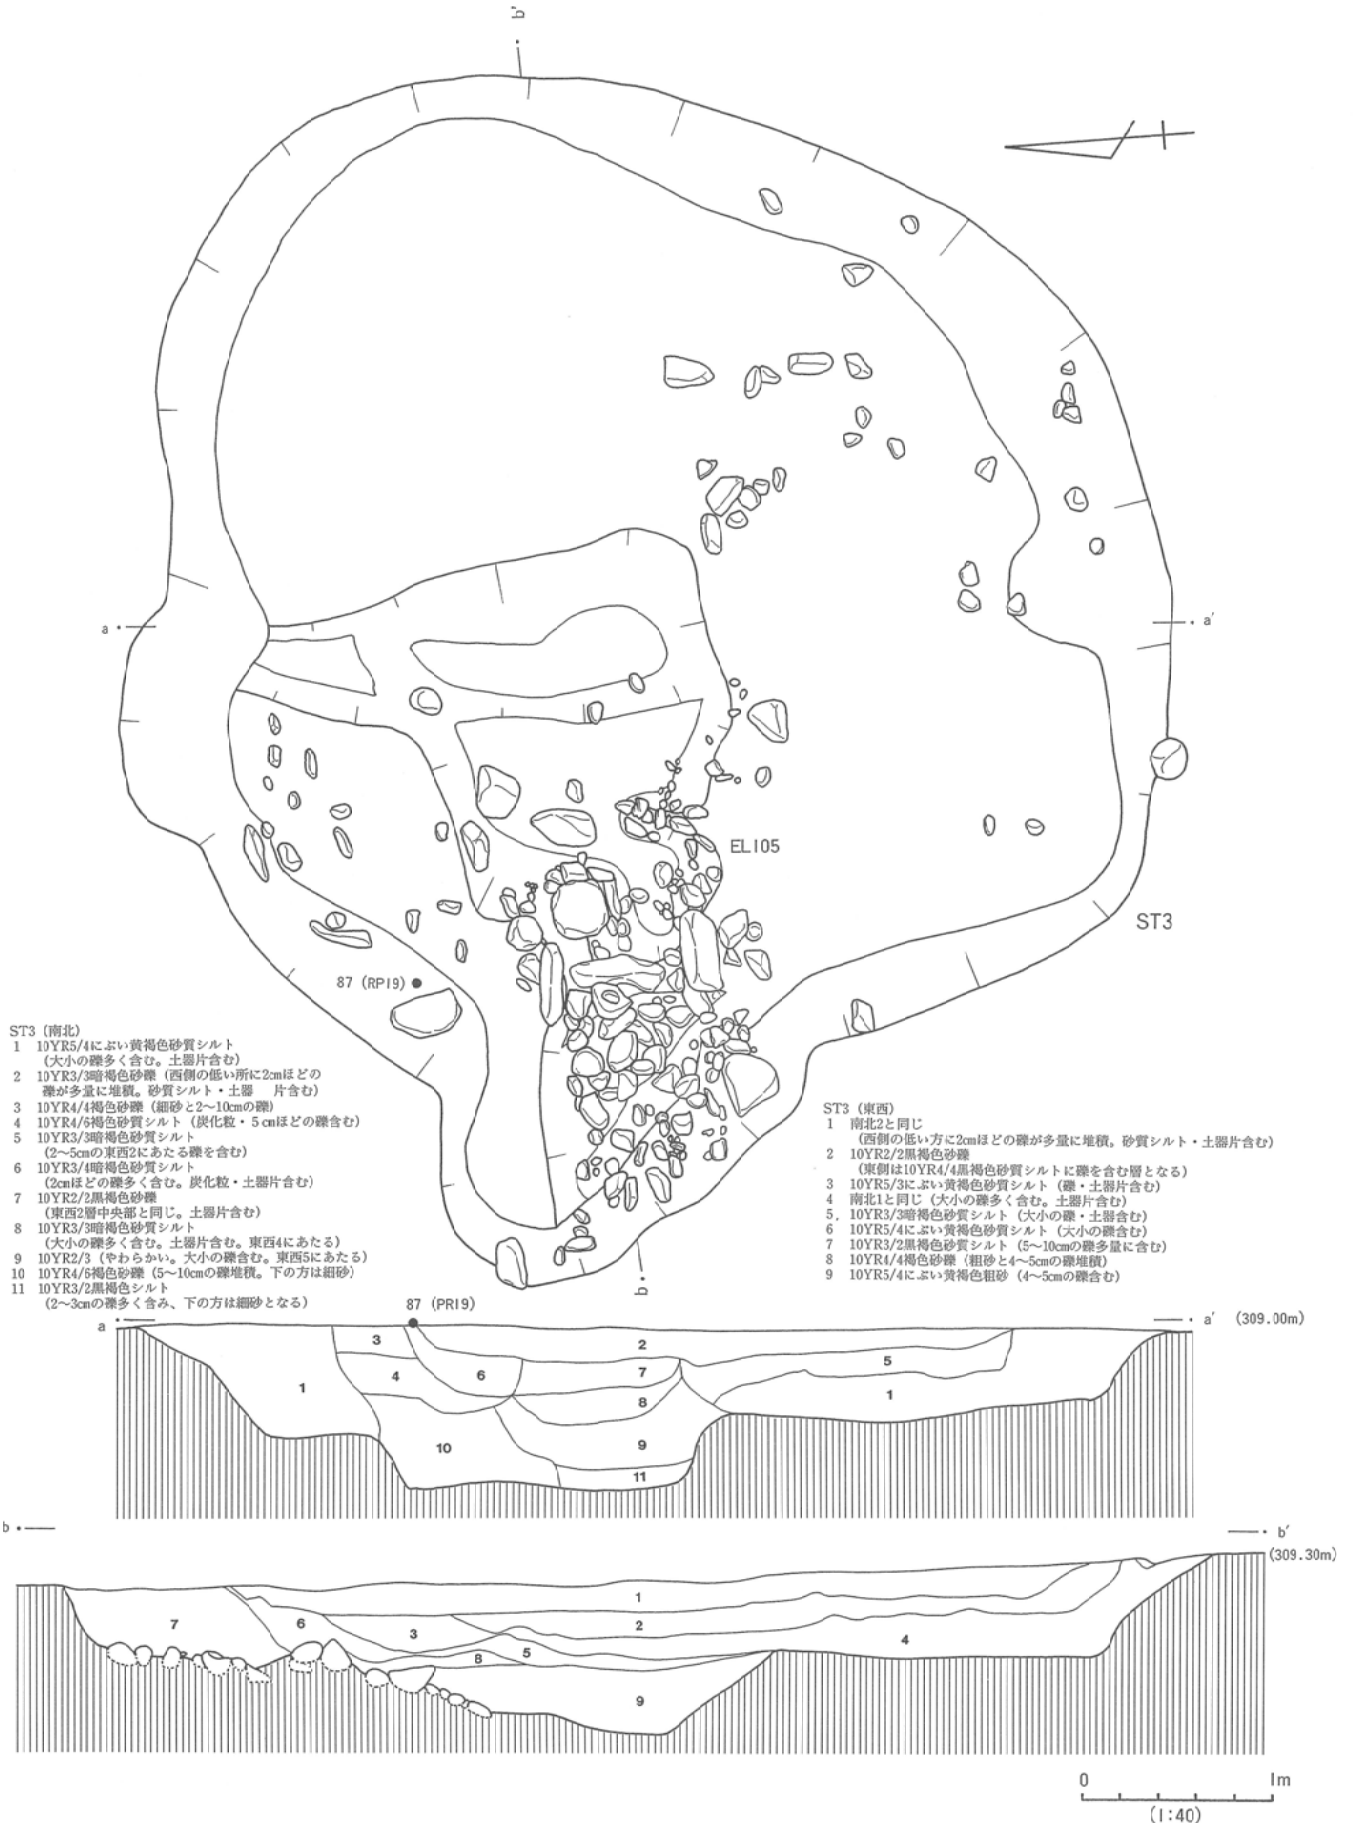 b'
a
a'
EL105
ST3
87 (RP19)
b
ST3 (南北)
1 10YR5/4にぶい黄褐色砂質シルト
(大小の礫多く含む。土器片含む)
2 10YR3/3暗褐色砂礫 (西側の低い所に2cmほどの
礫が多量に堆積。砂質シルト・土器 片含む)
3 10YR4/4褐色砂礫 (細砂と2〜10cmの礫)
4 10YR4/6褐色砂質シルト (炭化粒・5cmほどの礫含む)
5 10YR3/3暗褐色砂質シルト
(2〜5cmの東西2にあたる礫を含む)
6 10YR3/4暗褐色砂質シルト
(2cmほどの礫多く含む。炭化粒・土器片含む)
7 10YR2/2黒褐色砂礫
(東西2層中央部と同じ。土器片含む)
8 10YR3/3暗褐色砂質シルト
(大小の礫多く含む。土器片含む。東西4にあたる)
9 10YR2/3 (やわらかい。大小の礫含む。東西5にあたる)
10 10YR4/6褐色砂礫 (5〜10cmの礫堆積。下の方は細砂)
11 10YR3/2黒褐色シルト
(2〜3cmの礫多く含み、下の方は細砂となる)
ST3 (東西)
1 南北2と同じ
(西側の低い方に2cmほどの礫が多量に堆積。砂質シルト・土器片含む)
2 10YR2/2黒褐色砂礫
(東側は10YR4/4黒褐色砂質シルトに礫を含む層となる)
3 10YR5/3にぶい黄褐色砂質シルト (礫・土器片含む)
4 南北1と同じ (大小の礫多く含む。土器片含む)
5. 10YR3/3暗褐色砂質シルト (大小の礫・土器含む)
6 10YR5/4にぶい黄褐色砂質シルト (大小の礫含む)
7 10YR3/2黒褐色砂質シルト (5〜10cmの礫多量に含む)
8 10YR4/4褐色砂礫 (粗砂と4〜5cmの礫堆積)
9 10YR5/4にぶい黄褐色粗砂 (4〜5cmの礫含む)
87 (PR19)
a
a' (309.00m)
3
2
5
4
6
7
1
8
1
10
9
11
b
b'
(309.30m)
1
7
6
3
2
4
8
5
9
0 1m
(1:40)